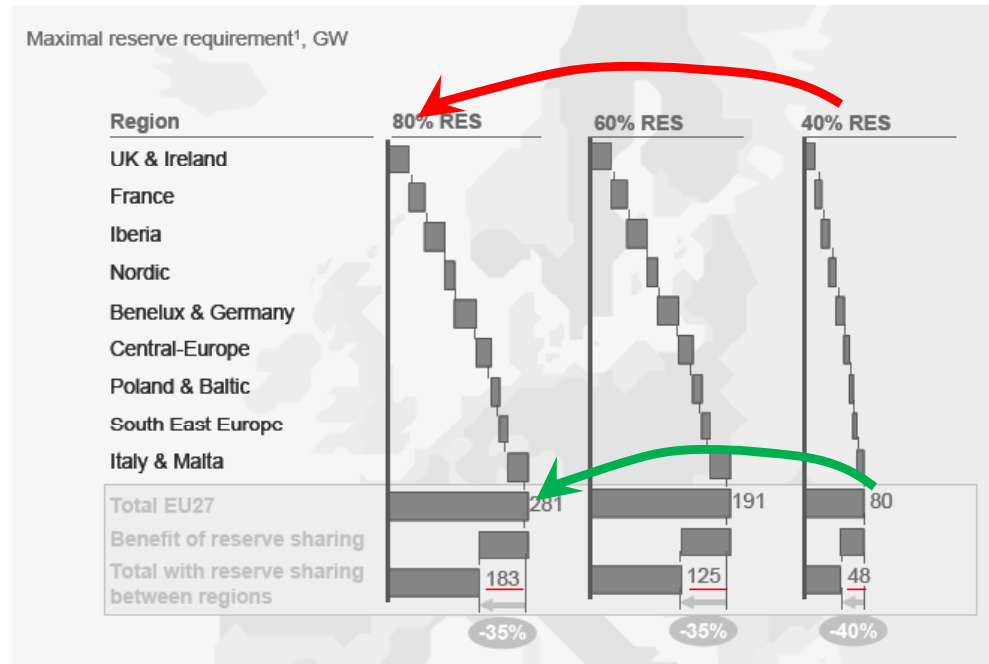 Maximal reserve requirement¹, GW
Region 80% RES 60% RES 40% RES
UK & Ireland
France
Iberia
Nordic
Benelux & Germany
Central-Europe
Poland & Baltic
South East Europe
Italy & Malta
Total EU27 281 191 80
Benefit of reserve sharing
Total with reserve sharing 183 125 48
between regions
-35% -35% -40%